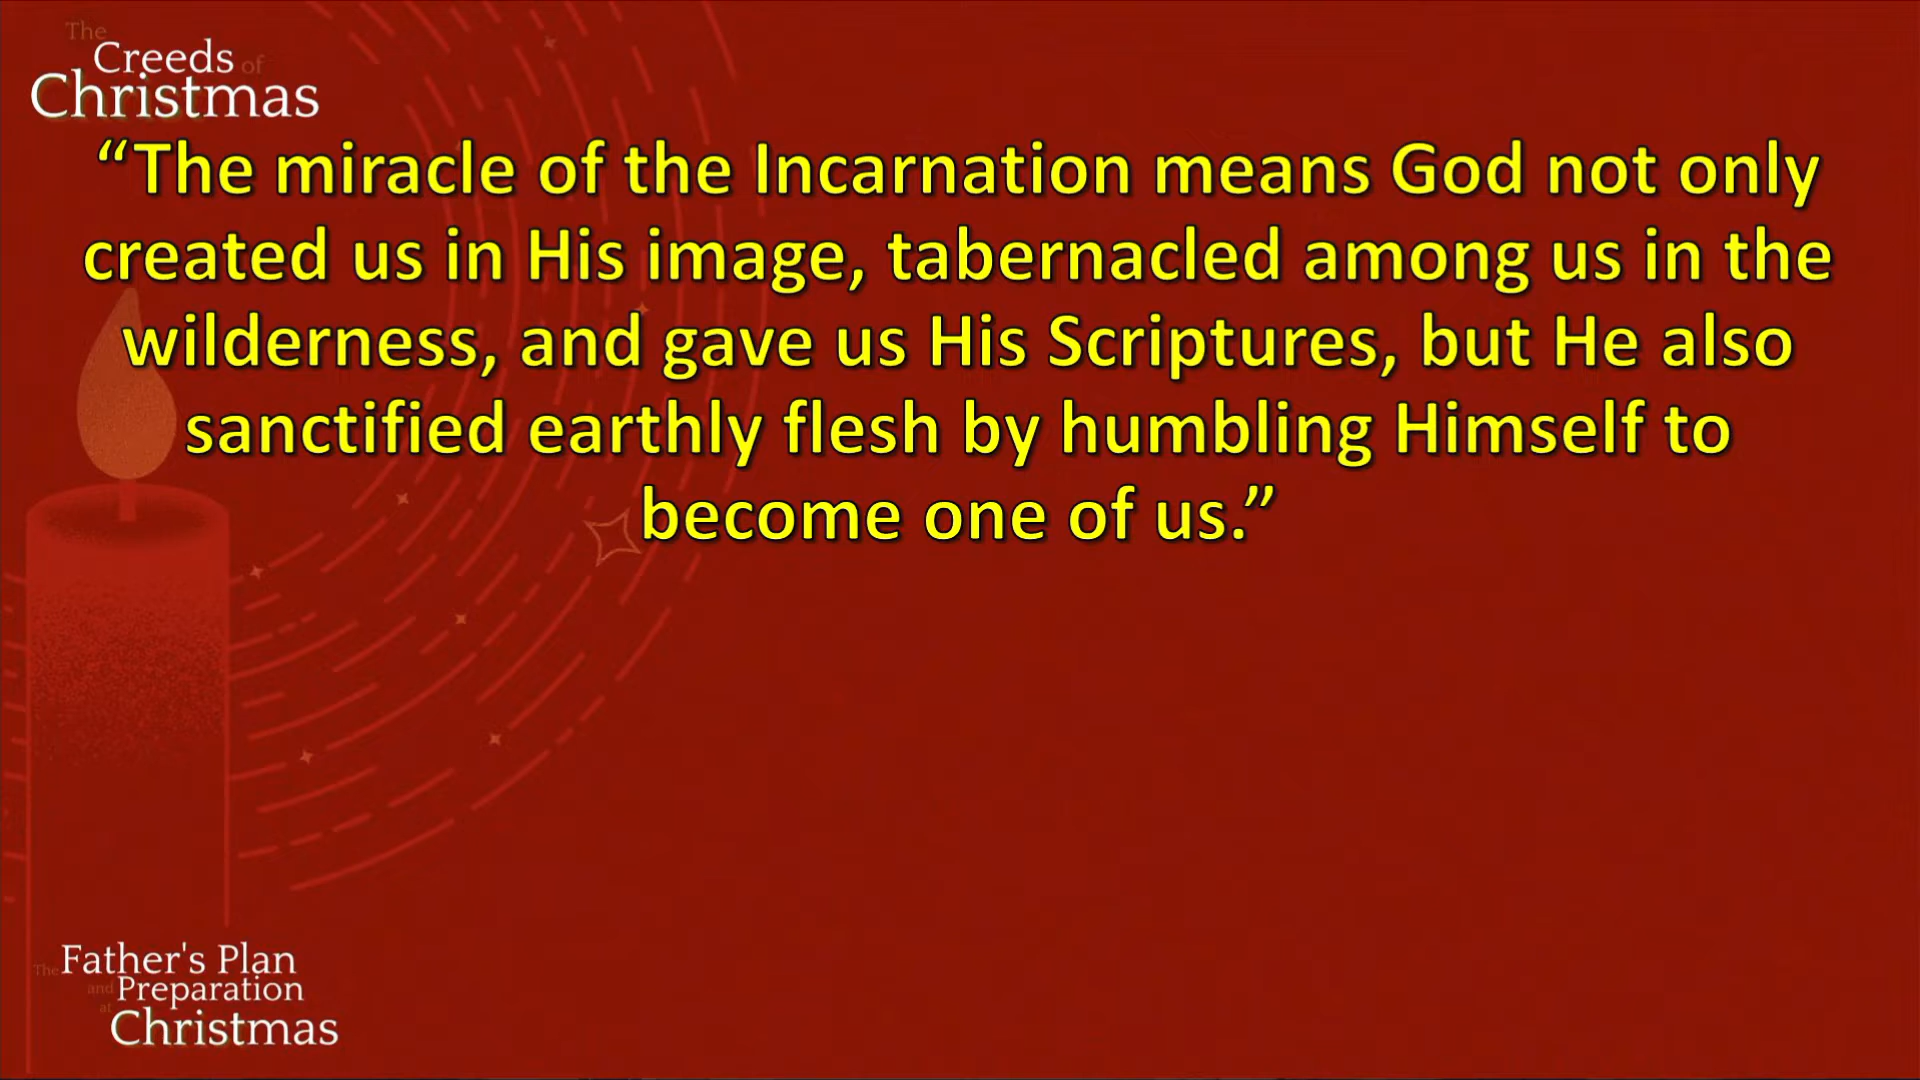 The
Creeds of
Christmas
“The miracle of the Incarnation means God not only
created us in His image, tabernacled among us in the
wilderness, and gave us His Scriptures, but He also
sanctified earthly flesh by humbling Himself to
become one of us.”
The Father's Plan
and Preparation
at
Christmas